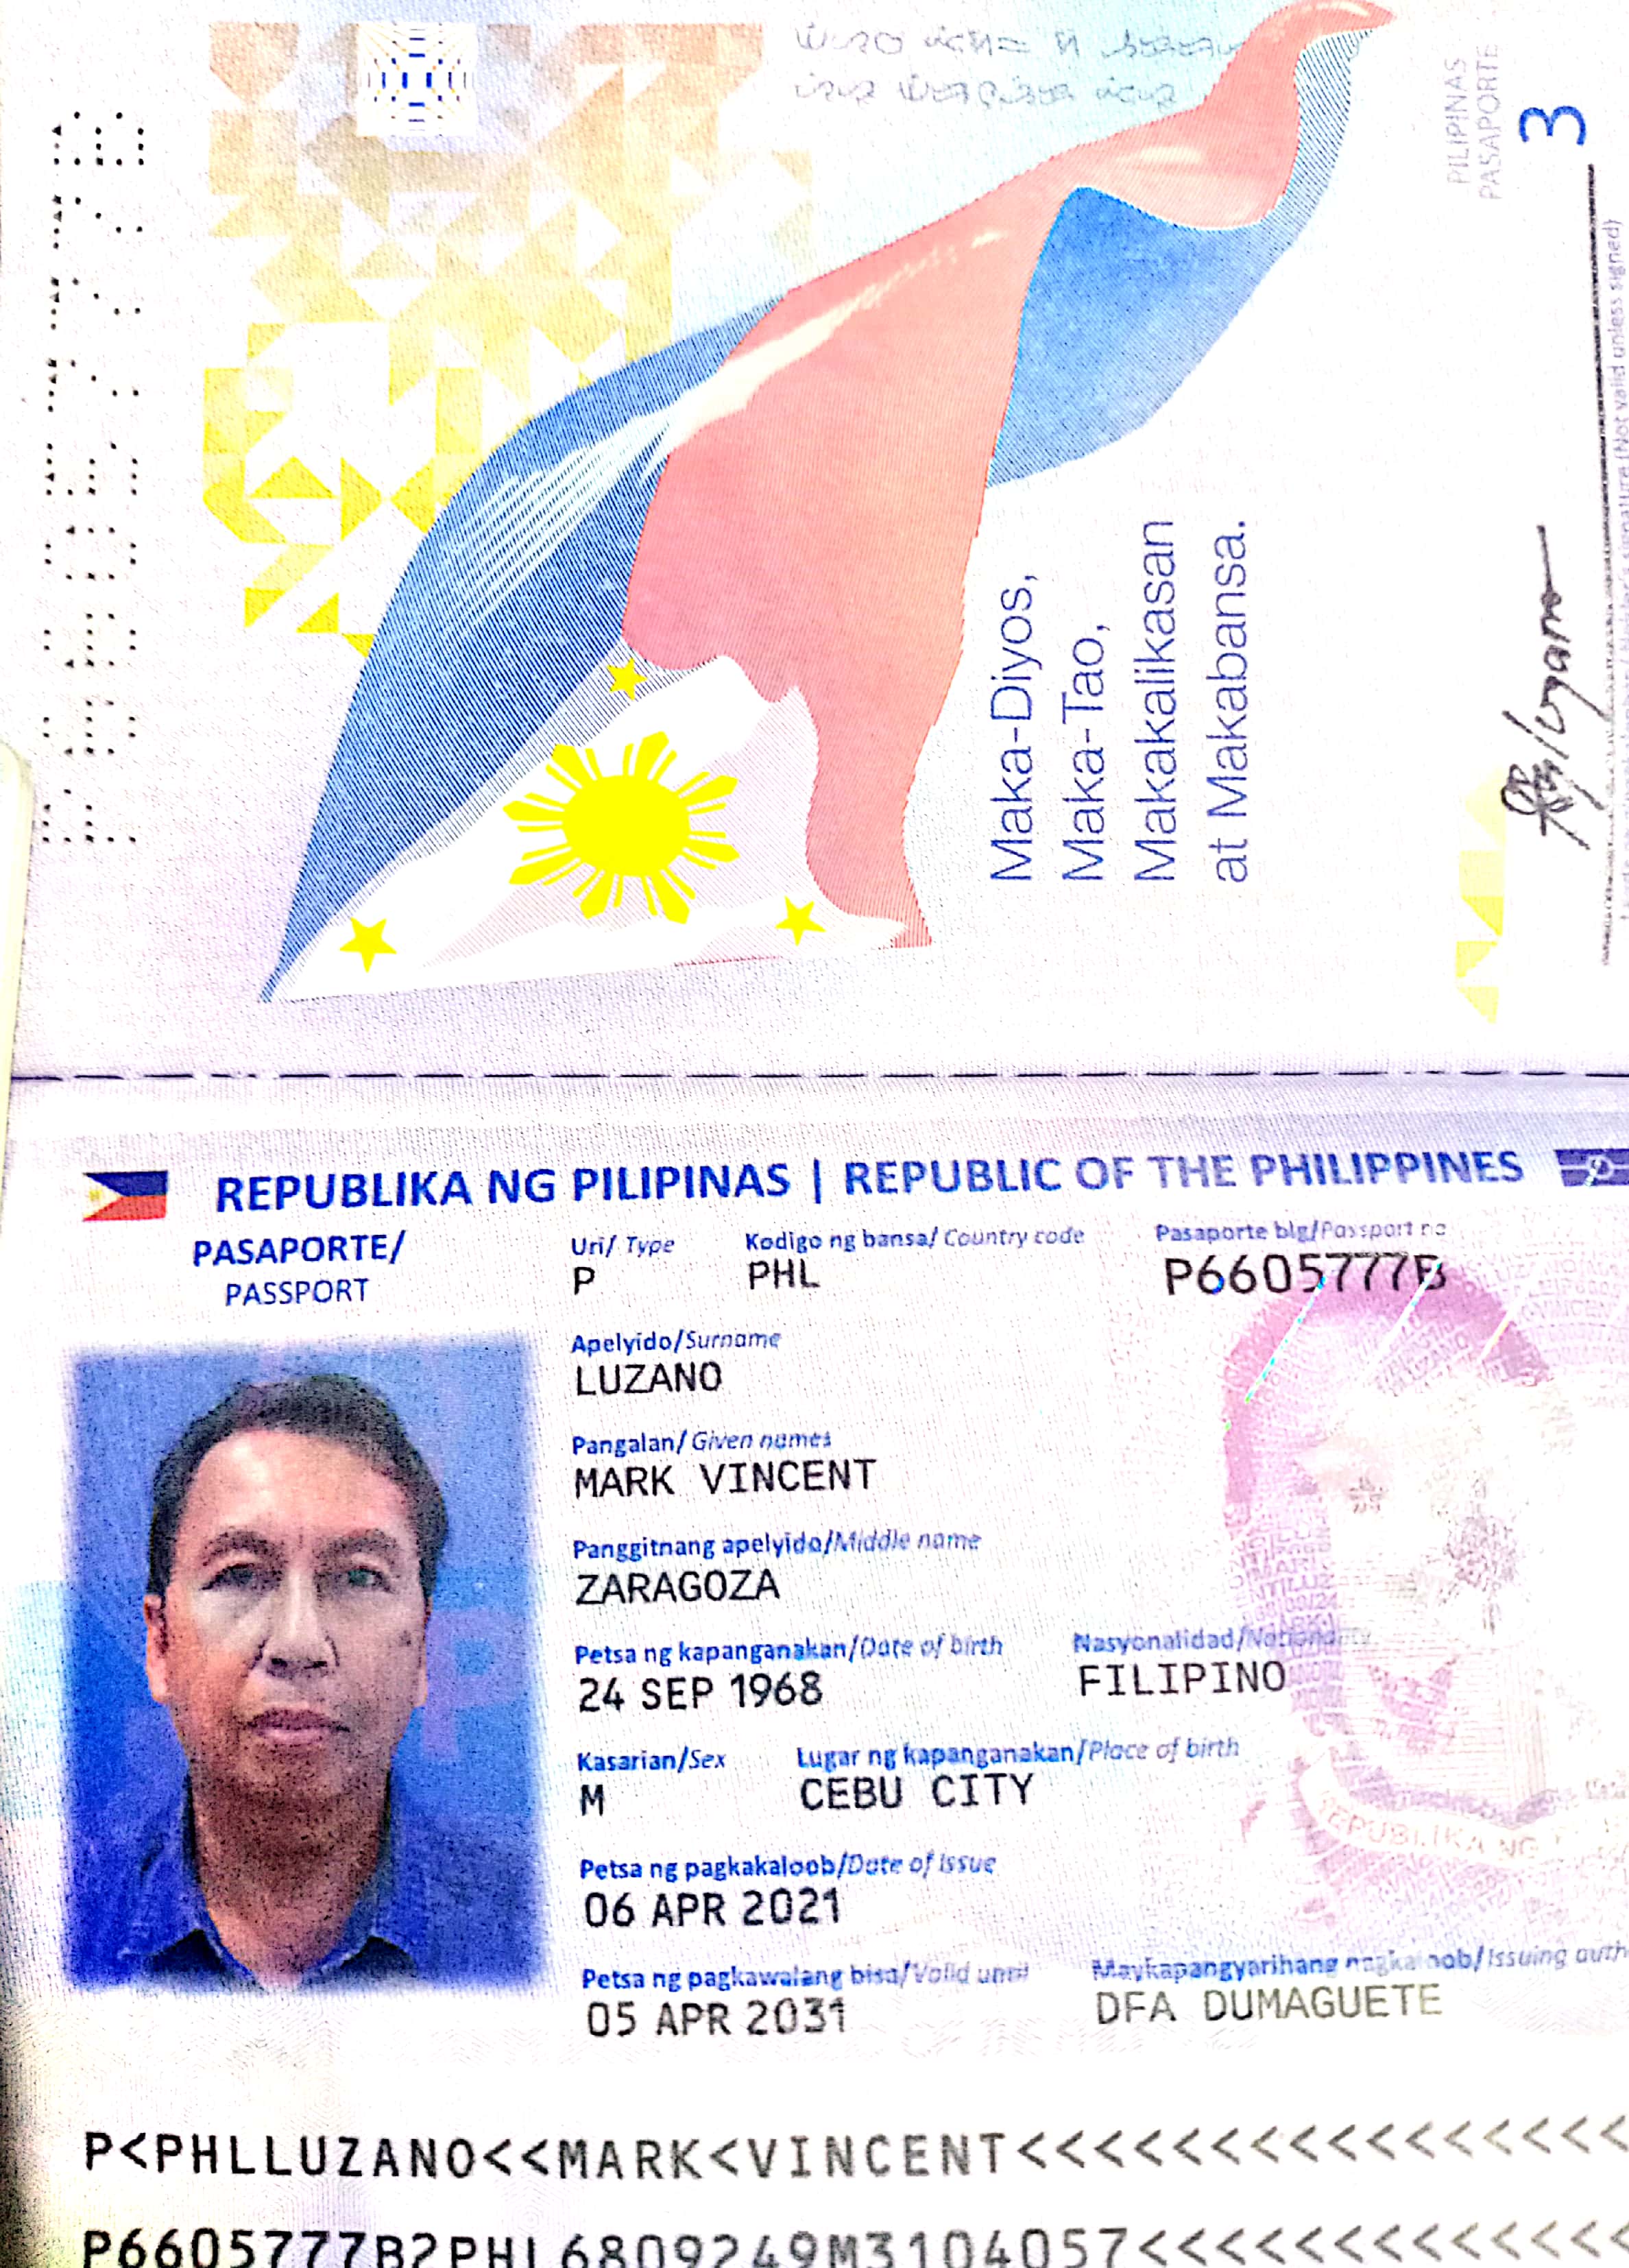 PILIPINAS
PASAPORTE
3
Maka-Diyos,
Maka-Tao,
Makakalikasan
at Makabansa.
signature (Not valid unless signed)
P6605777B
REPUBLIKA NG PILIPINAS | REPUBLIC OF THE PHILIPPINES
PASAPORTE/
PASSPORT
Uri/ Type
P
Kodigo ng bansa/ Country code
PHL
Pasaporte blg/Passport no
P6605777B
Apelyido/Surname
LUZANO
Pangalan/Given names
MARK VINCENT
Panggitnang apelyido/Middle name
ZARAGOZA
Petsa ng kapanganakan/Date of birth
24 SEP 1968
Nasyonalidad/Nationality
FILIPINO
Kasarian/Sex
M
Lugar ng kapanganakan/Place of birth
CEBU CITY
Petsa ng pagkakaloob/Date of issue
06 APR 2021
Petsa ng pagkawalang bisa/Valid until
05 APR 2031
Maykapangyarihang nagkaloob/Issuing auth
DFA DUMAGUETE
REPUBLIKA NG
P<PHLLUZANO<<MARK<VINCENT<<<<<<<<<<<<<<<<
P6605777B2PHL6809249M3104057<<<<<<<<<<<<<